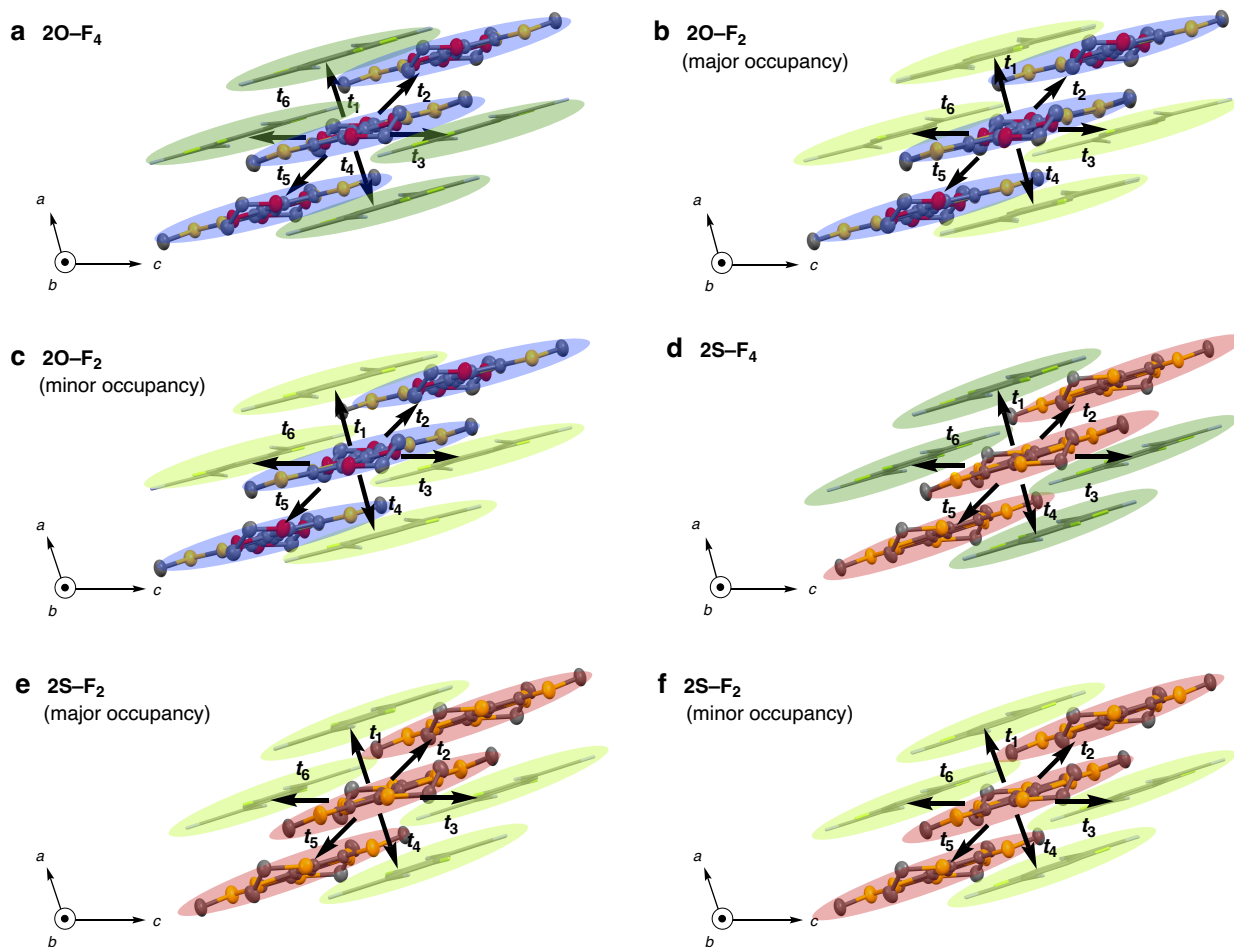 a 2O–F4
t1
t2
t6
t3
t4
t5
a
b
c
b 2O–F2
(major occupancy)
t1
t2
t6
t3
t4
t5
a
b
c
c 2O–F2
(minor occupancy)
t1
t2
t6
t3
t4
t5
a
b
c
d 2S–F4
t1
t2
t6
t3
t4
t5
a
b
c
e 2S–F2
(major occupancy)
t1
t2
t6
t3
t4
t5
a
b
c
f 2S–F2
(minor occupancy)
t1
t2
t6
t3
t4
t5
a
b
c